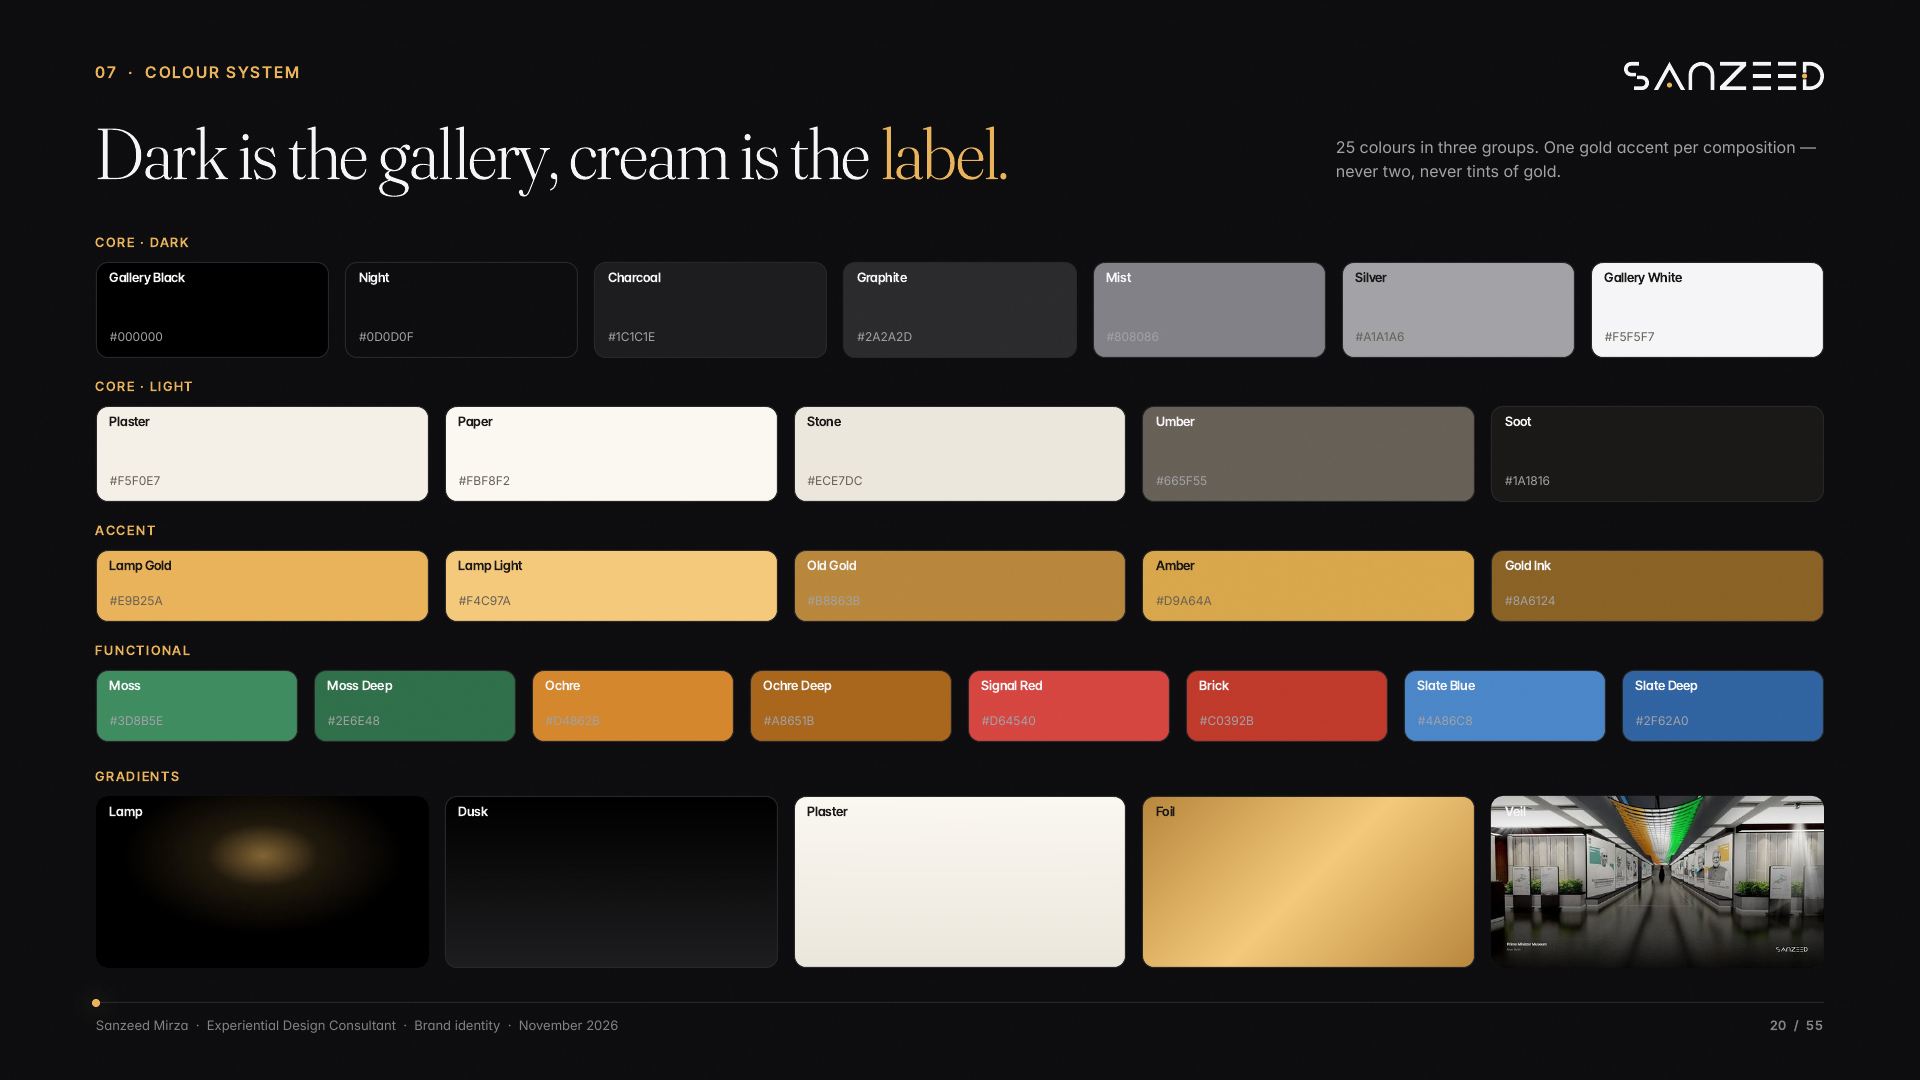 07 · COLOUR SYSTEM
SANZEED
Dark is the gallery, cream is the label.
25 colours in three groups. One gold accent per composition —
never two, never tints of gold.
CORE · DARK
Gallery Black
#000000
Night
#0D0D0F
Charcoal
#1C1C1E
Graphite
#2A2A2D
Mist
#808086
Silver
#A1A1A6
Gallery White
#F5F5F7
CORE · LIGHT
Plaster
#F5F0E7
Paper
#FBF8F2
Stone
#ECE7DC
Umber
#665F55
Soot
#1A1816
ACCENT
Lamp Gold
#E9B25A
Lamp Light
#F4C97A
Old Gold
#B8863B
Amber
#D9A64A
Gold Ink
#8A6124
FUNCTIONAL
Moss
#3D8B5E
Moss Deep
#2E6E48
Ochre
#D48628
Ochre Deep
#A8651B
Signal Red
#D64540
Brick
#C0392B
Slate Blue
#4A86C8
Slate Deep
#2F62A0
GRADIENTS
Lamp
Dusk
Plaster
Foil
Veil
Prime Minister Museum
SANZEED
Sanzeed Mirza · Experiential Design Consultant · Brand identity · November 2026
20 / 55